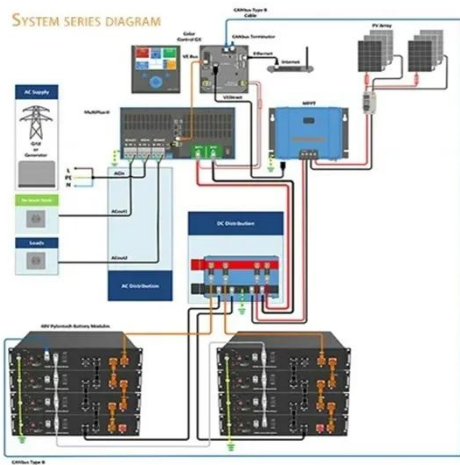 SYSTEM SERIES DIAGRAM
CANbus Type B
Cable
PV Array
Color
Control GX
CANbus Terminator
VE.Bus
Ethernet
Internet
AC Supply
VE.Direct
MPPT
MultiPlus-II
Grid
or
Generator
L
PE
N
ACin
ACout1
DC Distribution
Loads
ACout2
AC Distribution
48V Pylontech Battery Modules
CANbus Type B